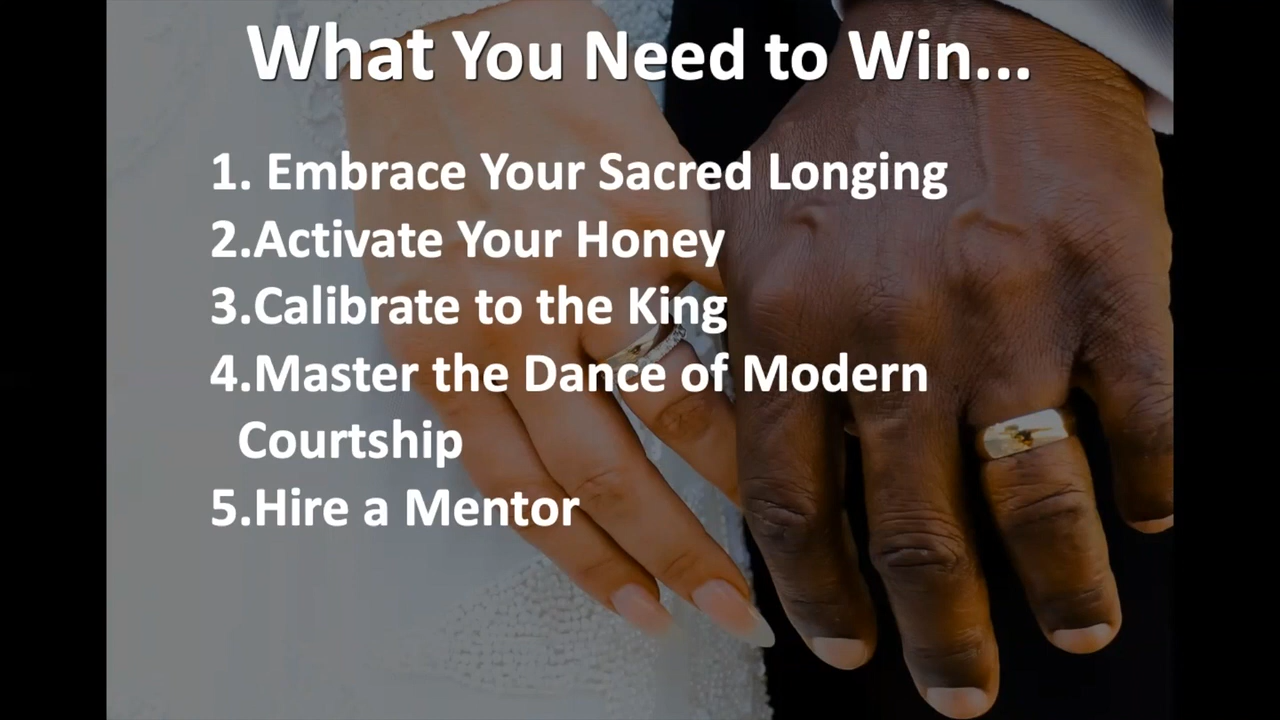 What You Need to Win...
1. Embrace Your Sacred Longing
2.Activate Your Honey
3.Calibrate to the King
4.Master the Dance of Modern
Courtship
5.Hire a Mentor